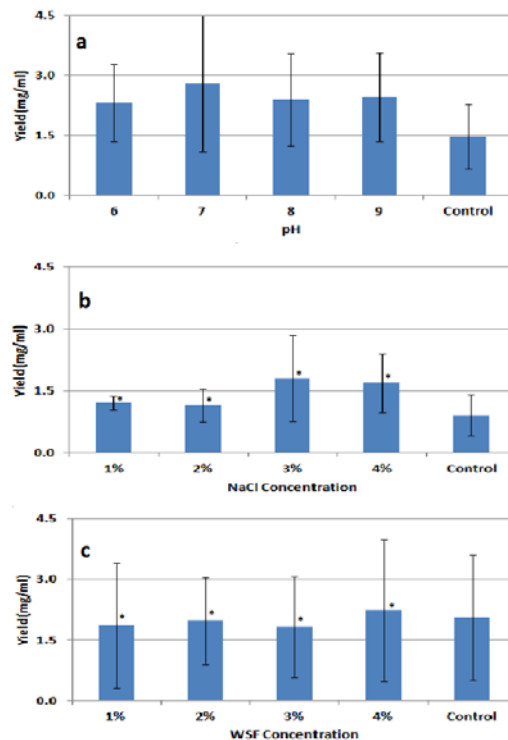 a
Yield(mg/ml)
4.5
3.0
1.5
0.0
6 7 8 9 Control
pH
b
Yield(mg/ml)
4.5
3.0
1.5
0.0
* * * *
1% 2% 3% 4% Control
NaCl Concentration
c
Yield(mg/ml)
4.5
3.0
1.5
0.0
* * * *
1% 2% 3% 4% Control
WSF Concentration